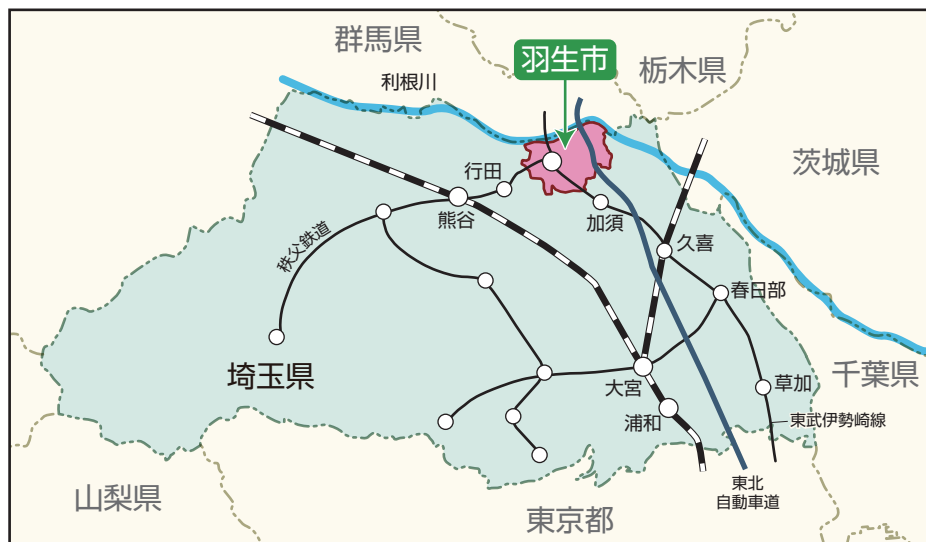 群馬県
羽生市
栃木県
利根川
茨城県
行田
熊谷
加須
久喜
秩父鉄道
春日部
埼玉県
大宮
草加
千葉県
浦和
東武伊勢崎線
山梨県
東京都
東北
自動車道